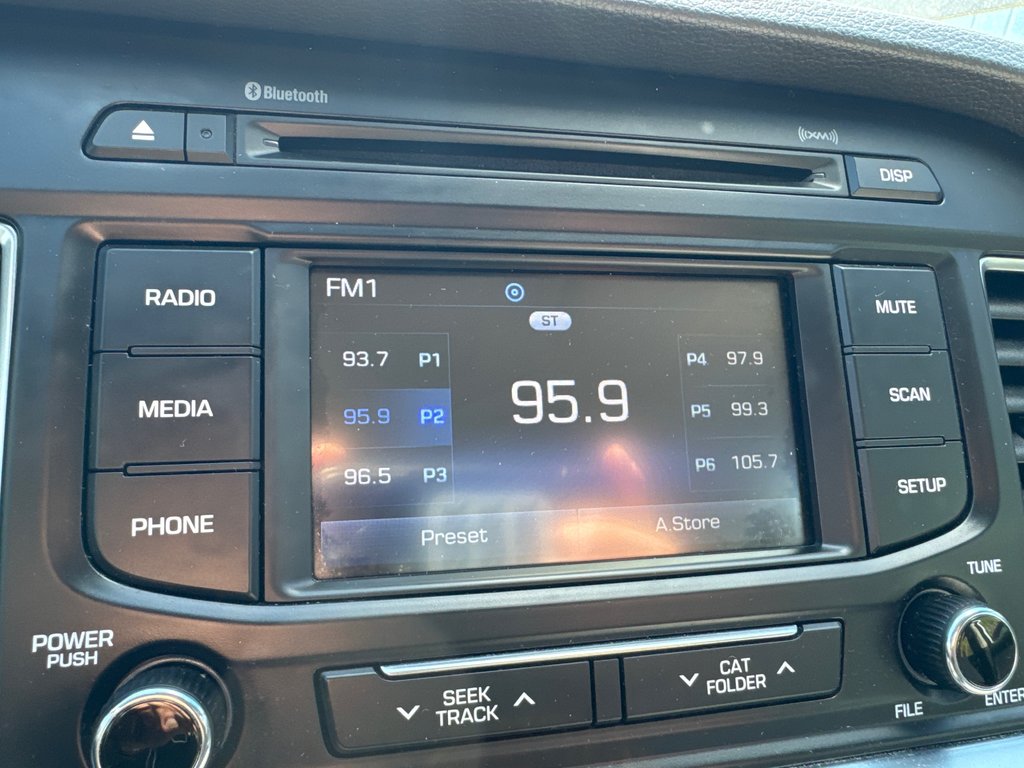 Bluetooth
((XM))
DISP
RADIO
MEDIA
PHONE
FM1
ST
93.7 P1
95.9 P2
96.5 P3
95.9
P4 97.9
P5 99.3
P6 105.7
Preset
A.Store
MUTE
SCAN
SETUP
POWER
PUSH
SEEK
TRACK
CAT
FOLDER
TUNE
FILE
ENTER